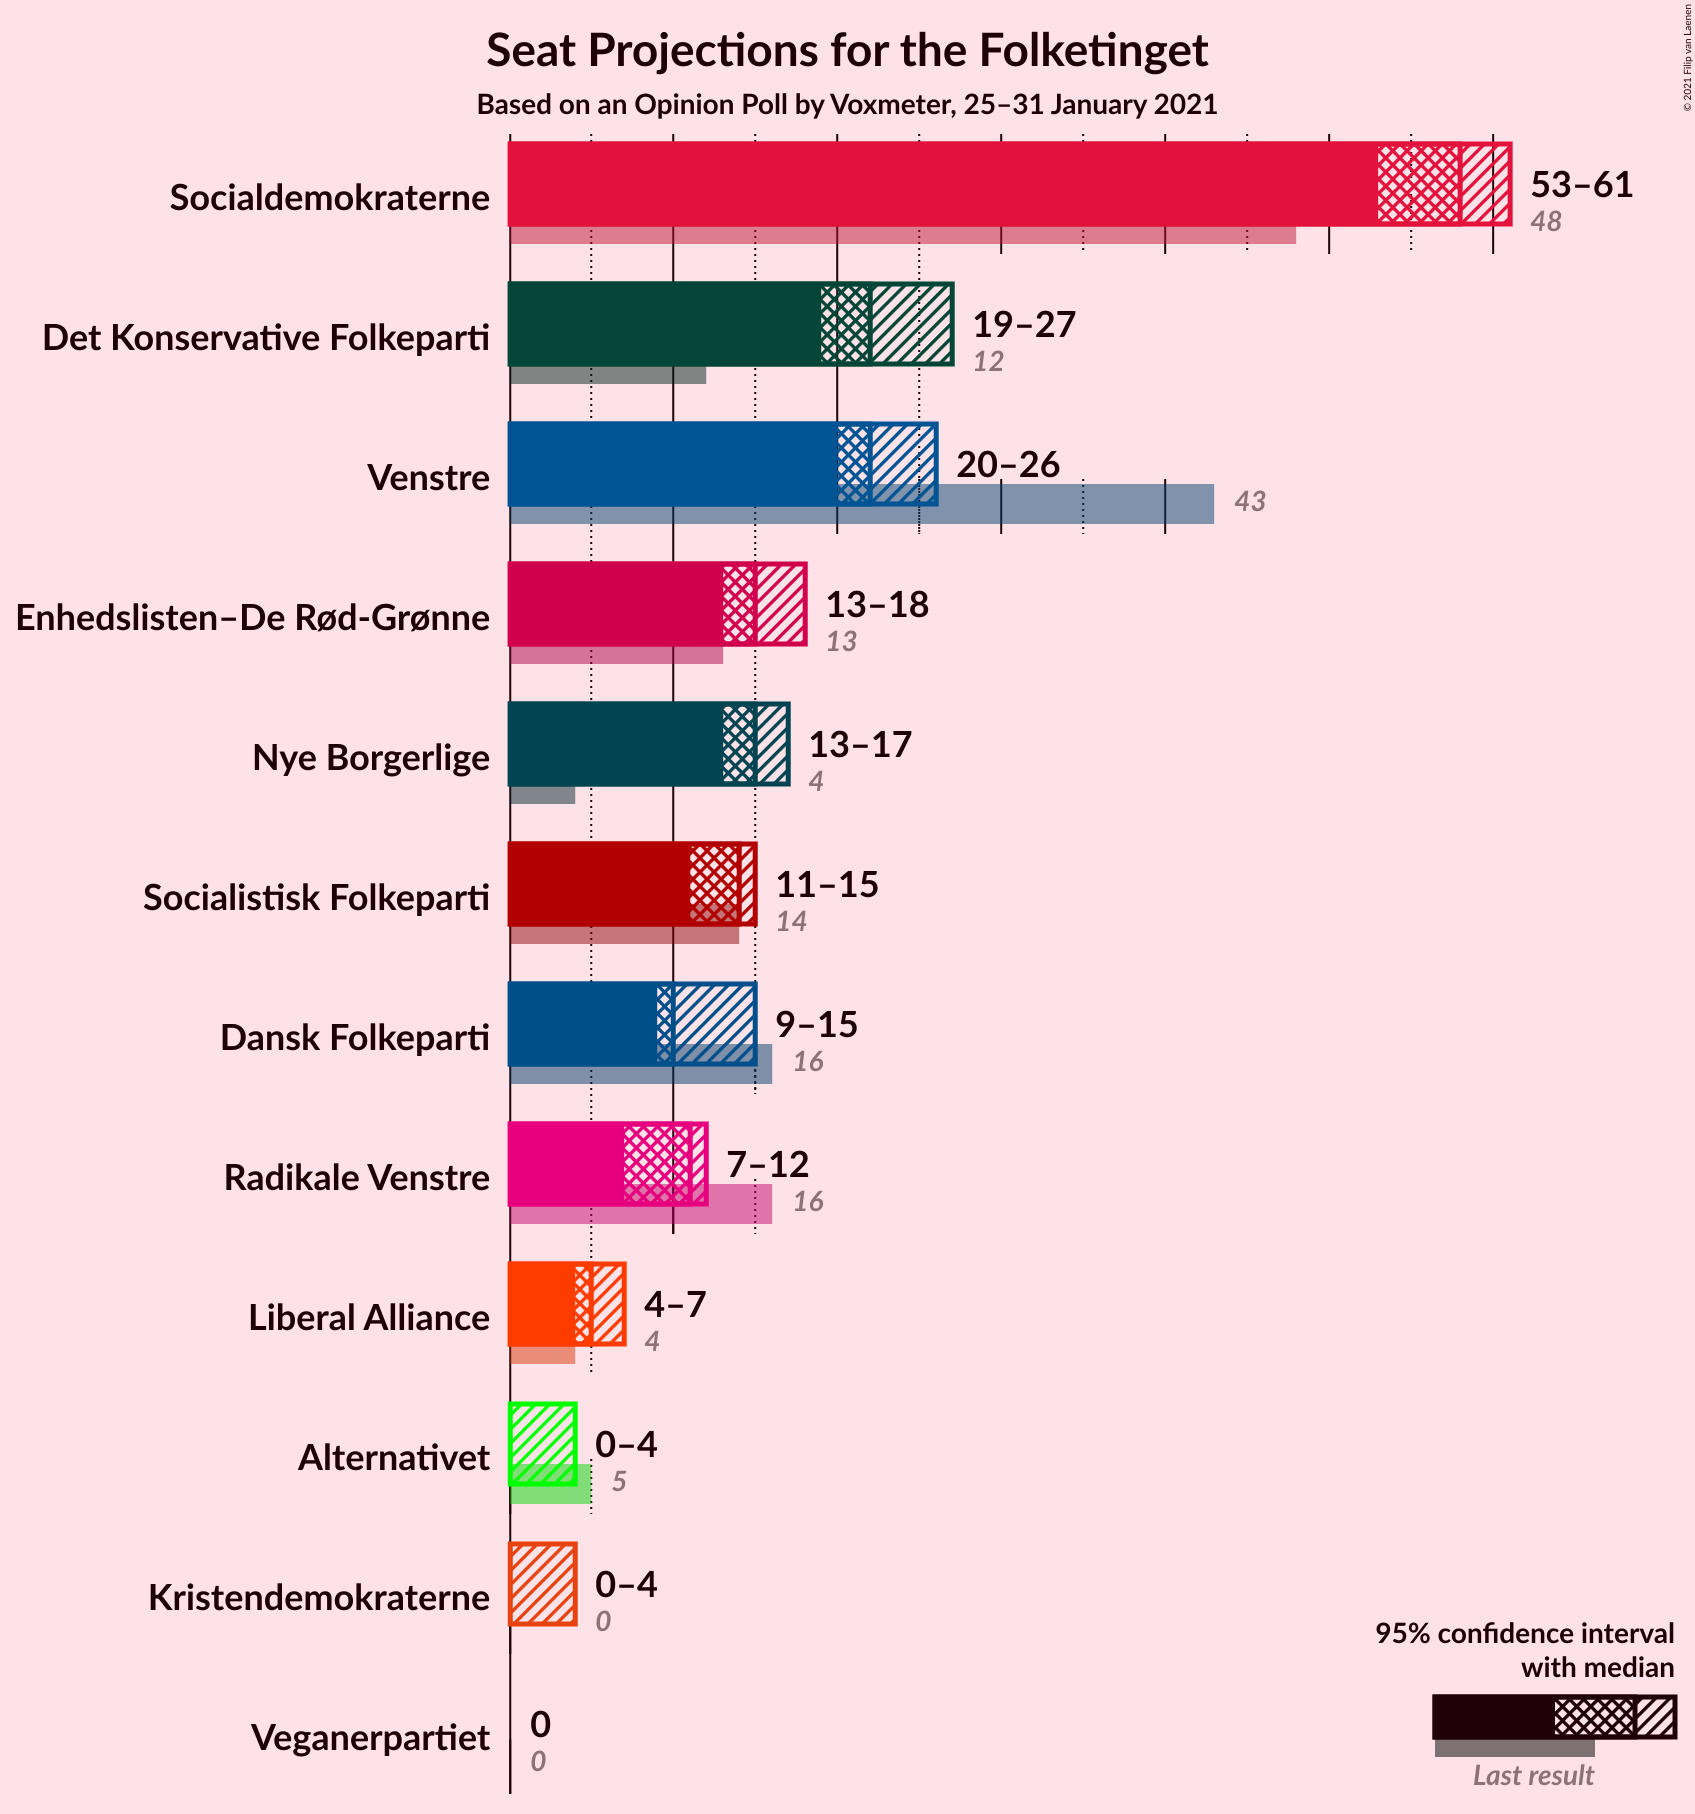 Seat Projections for the Folketinget
Based on an Opinion Poll by Voxmeter, 25–31 January 2021
© 2021 Filip van Laenen
Socialdemokraterne
53–61
48
Det Konservative Folkeparti
19–27
12
Venstre
20–26
43
Enhedslisten–De Rød-Grønne
13–18
13
Nye Borgerlige
13–17
4
Socialistisk Folkeparti
11–15
14
Dansk Folkeparti
9–15
16
Radikale Venstre
7–12
16
Liberal Alliance
4–7
4
Alternativet
0–4
5
Kristendemokraterne
0–4
0
Veganerpartiet
0
0
95% confidence interval
with median
Last result